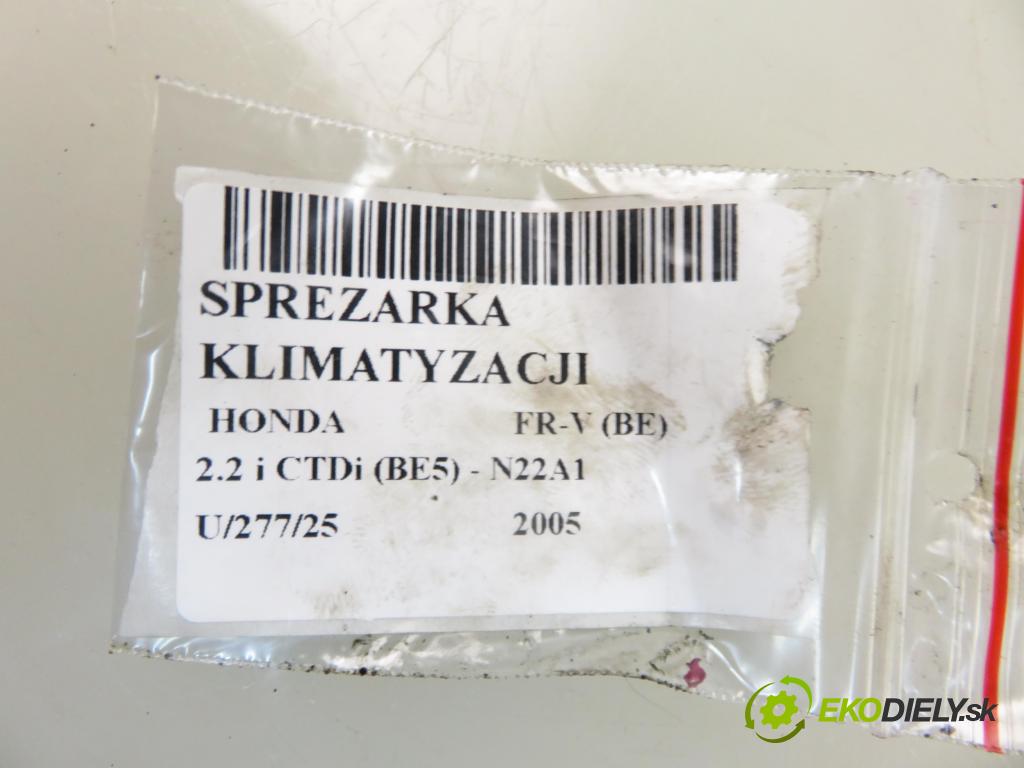 SPREZARKA
KLIMATYZACJI
HONDA FR-V (BE)
2.2 i CTDi (BE5) - N22A1
U/277/25 2005
EKODIELY.sk